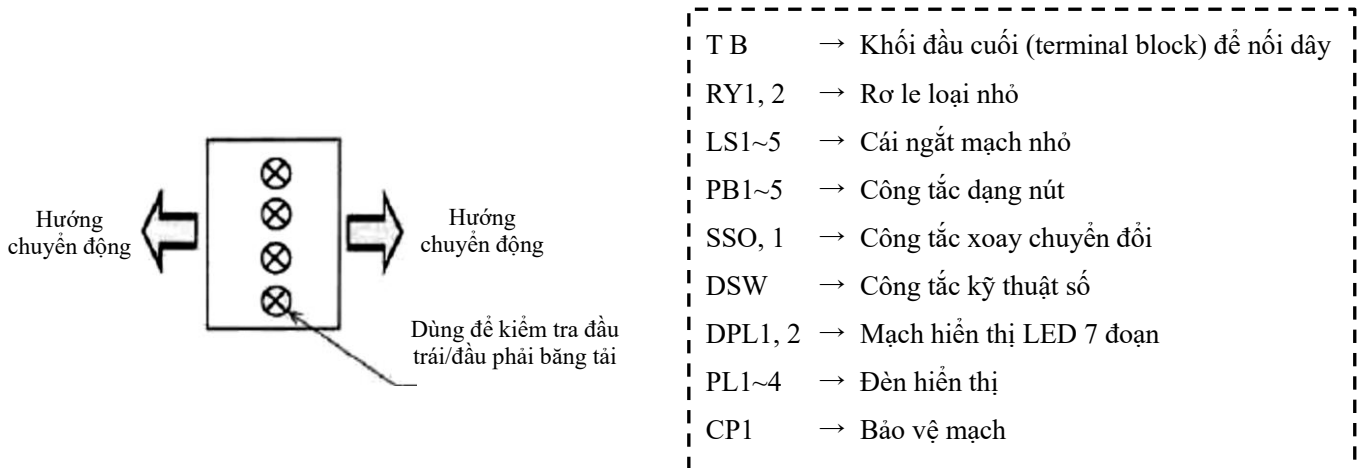 Hướng
chuyển động
Hướng
chuyển động
Dùng để kiểm tra đầu
trái/đầu phải băng tải
T B → Khối đầu cuối (terminal block) để nối dây
RY1, 2 → Rơ le loại nhỏ
LS1~5 → Cái ngắt mạch nhỏ
PB1~5 → Công tắc dạng nút
SSO, 1 → Công tắc xoay chuyển đổi
DSW → Công tắc kỹ thuật số
DPL1, 2 → Mạch hiển thị LED 7 đoạn
PL1~4 → Đèn hiển thị
CP1 → Bảo vệ mạch